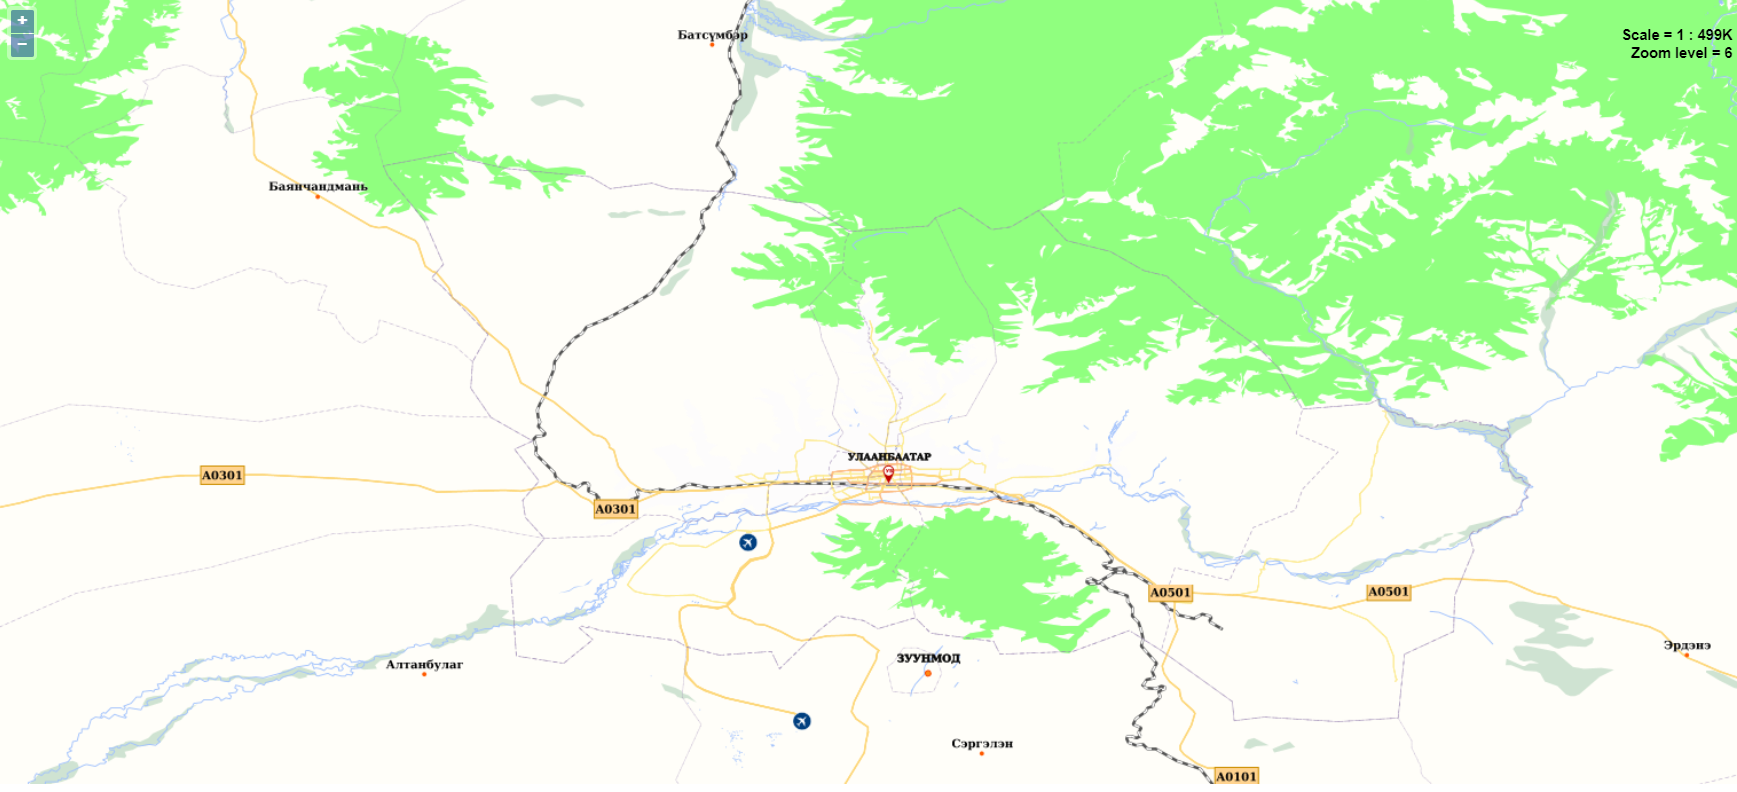 +
−
Батсүмбэр
Scale = 1 : 499K
Zoom level = 6
Баянчандмань
УЛААНБААТАР
A0301
A0301
A0501
A0501
Эрдэнэ
ЗУУНМОД
Алтанбулаг
Сэргэлэн
A0101